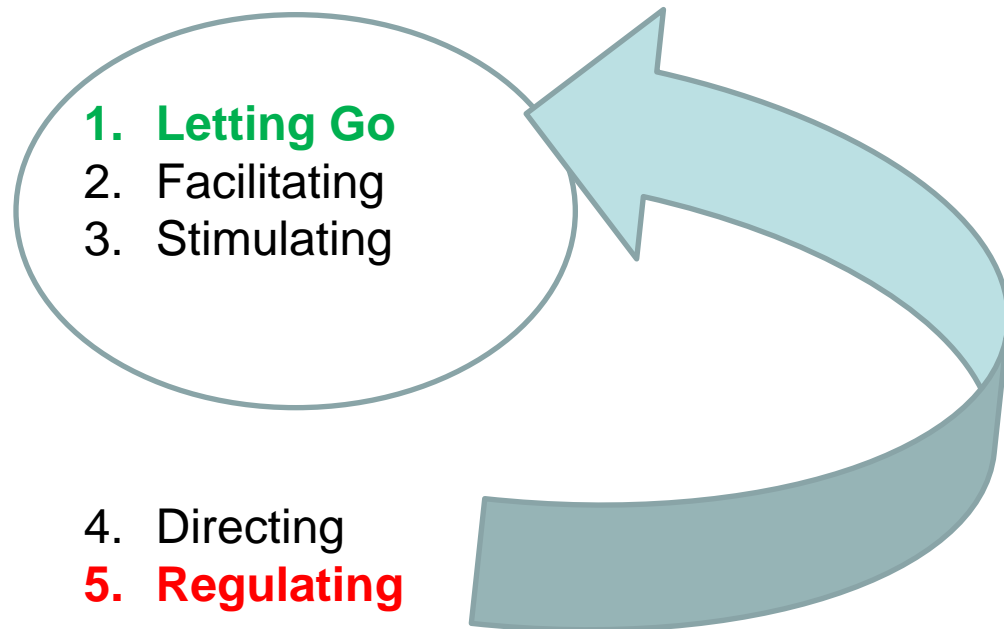 1. Letting Go
2. Facilitating
3. Stimulating
4. Directing
5. Regulating